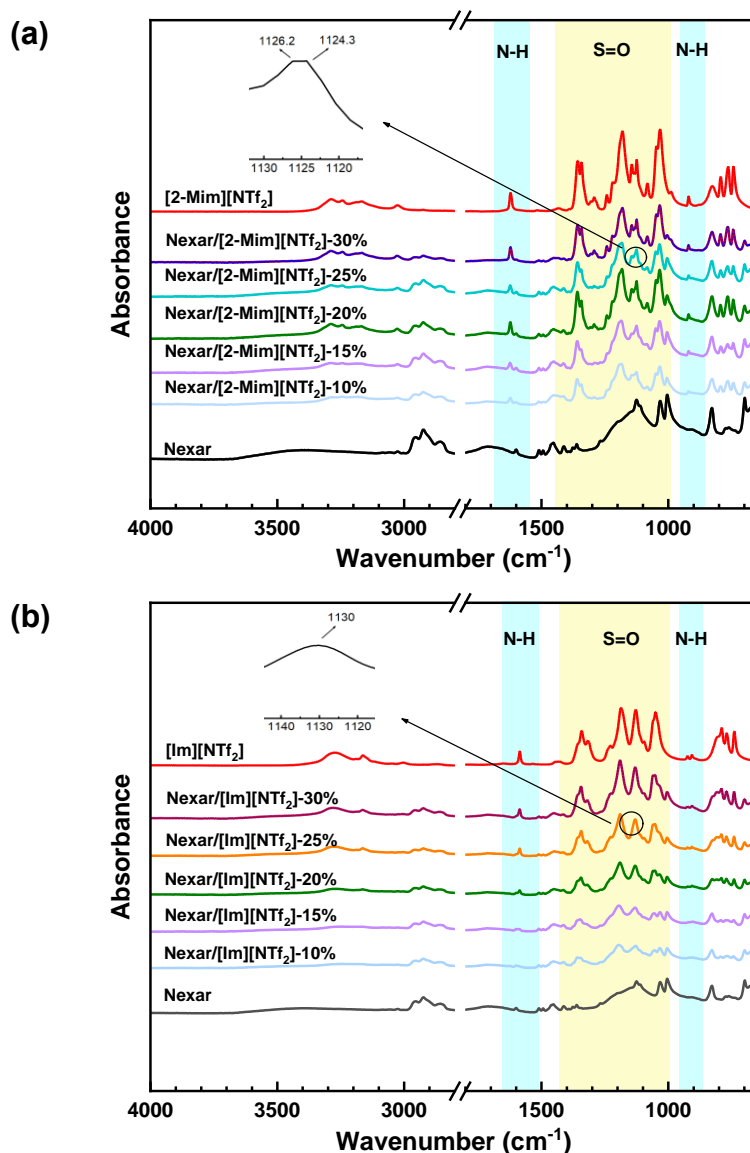 (a)
1126.2 1124.3
1130 1125 1120
N-H S=O N-H
[2-Mim][NTf2]
Nexar/[2-Mim][NTf2]-30%
Nexar/[2-Mim][NTf2]-25%
Nexar/[2-Mim][NTf2]-20%
Nexar/[2-Mim][NTf2]-15%
Nexar/[2-Mim][NTf2]-10%
Nexar
Absorbance
4000 3500 3000 1500 1000
Wavenumber (cm-1)
(b)
1130
1140 1130 1120
N-H S=O N-H
[Im][NTf2]
Nexar/[Im][NTf2]-30%
Nexar/[Im][NTf2]-25%
Nexar/[Im][NTf2]-20%
Nexar/[Im][NTf2]-15%
Nexar/[Im][NTf2]-10%
Nexar
Absorbance
4000 3500 3000 1500 1000
Wavenumber (cm-1)